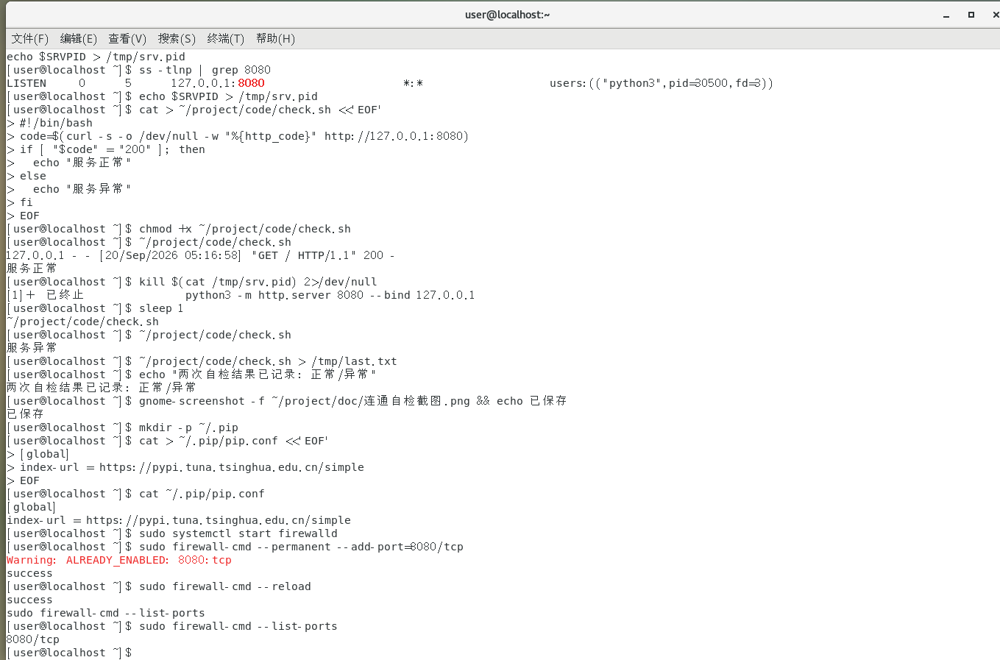 user@localhost:~
文件(F) 编辑(E) 查看(V) 搜索(S) 终端(T) 帮助(H)
echo $SRVPID > /tmp/srv.pid
[user@localhost ~]$ ss -tlnp | grep 8080
LISTEN     0      5      127.0.0.1:8080                     *:*                   users:(("python3",pid=30500,fd=3))
[user@localhost ~]$ echo $SRVPID > /tmp/srv.pid
[user@localhost ~]$ cat > ~/project/code/check.sh <<'EOF'
> #!/bin/bash
> code=$(curl -s -o /dev/null -w "%{http_code}" http://127.0.0.1:8080)
> if [ "$code" = "200" ]; then
>   echo "服务正常"
> else
>   echo "服务异常"
> fi
> EOF
[user@localhost ~]$ chmod +x ~/project/code/check.sh
[user@localhost ~]$ ~/project/code/check.sh
127.0.0.1 - - [20/Sep/2026 05:16:58] "GET / HTTP/1.1" 200 -
服务正常
[user@localhost ~]$ kill $(cat /tmp/srv.pid) 2>/dev/null
[1]+  已终止               python3 -m http.server 8080 --bind 127.0.0.1
[user@localhost ~]$ sleep 1
~/project/code/check.sh
[user@localhost ~]$ ~/project/code/check.sh
服务异常
[user@localhost ~]$ ~/project/code/check.sh > /tmp/last.txt
[user@localhost ~]$ echo "两次自检结果已记录: 正常/异常"
两次自检结果已记录: 正常/异常
[user@localhost ~]$ gnome-screenshot -f ~/project/doc/连通自检截图.png && echo 已保存
已保存
[user@localhost ~]$ mkdir -p ~/.pip
[user@localhost ~]$ cat > ~/.pip/pip.conf <<'EOF'
> [global]
> index-url = https://pypi.tuna.tsinghua.edu.cn/simple
> EOF
[user@localhost ~]$ cat ~/.pip/pip.conf
[global]
index-url = https://pypi.tuna.tsinghua.edu.cn/simple
[user@localhost ~]$ sudo systemctl start firewalld
[user@localhost ~]$ sudo firewall-cmd --permanent --add-port=8080/tcp
Warning: ALREADY_ENABLED: 8080:tcp
success
[user@localhost ~]$ sudo firewall-cmd --reload
success
sudo firewall-cmd --list-ports
[user@localhost ~]$ sudo firewall-cmd --list-ports
8080/tcp
[user@localhost ~]$